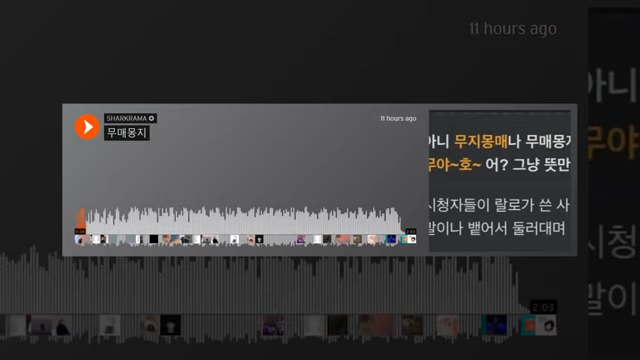 11 hours ago
SHARKRAMA
무매몽지
11 hours ago
아니 무지몽매나 무매몽지
무야~호~ 어? 그냥 뜻만
시청자들이 랄로가 쓴 사
말이나 뱉어서 둘러대며
아니
무야
시청
말이
2:03